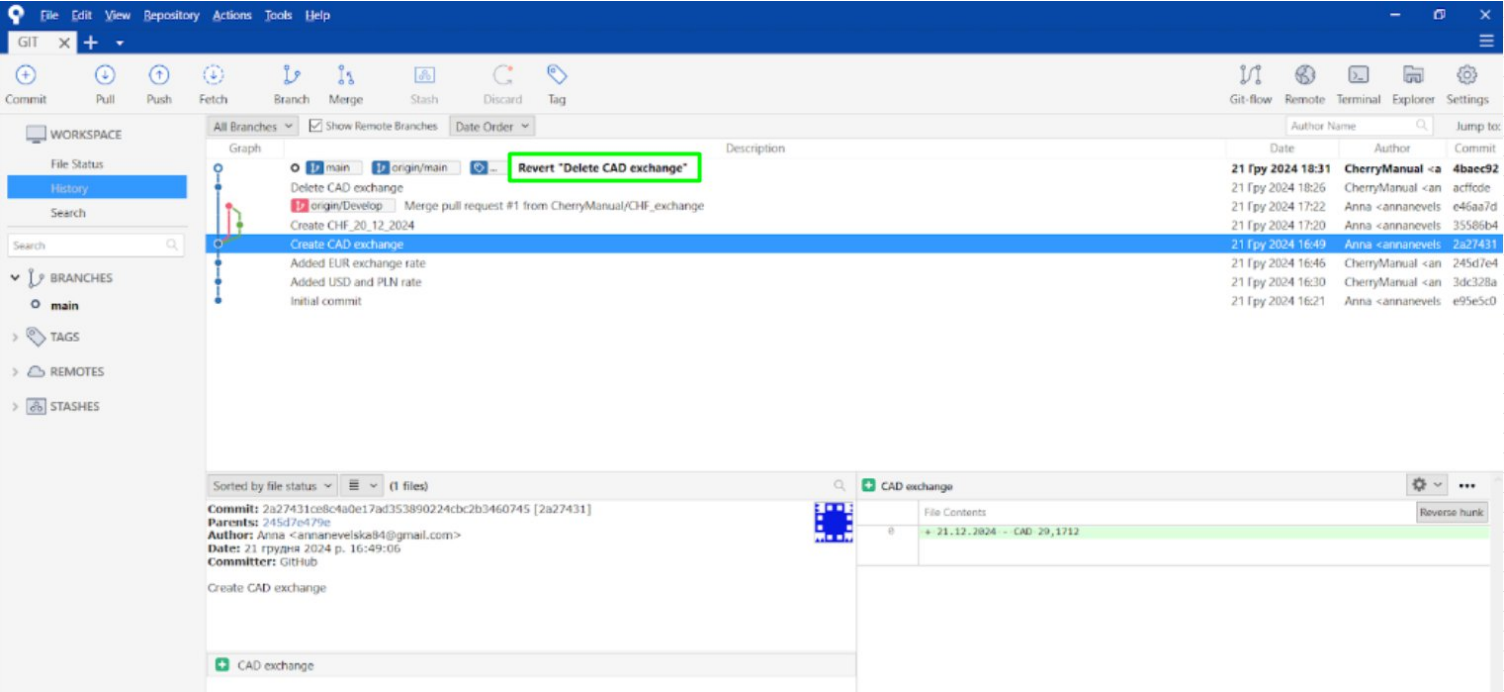 File Edit View Repository Actions Tools Help
GIT
Commit Pull Push Fetch Branch Merge Stash Discard Tag Git-flow Remote Terminal Explorer Settings
WORKSPACE
File Status
History
Search
Search
BRANCHES
main
TAGS
REMOTES
STASHES
All Branches Show Remote Branches Date Order Author Name Jump to:
Graph Description Date Author Commit
main origin/main ... Revert "Delete CAD exchange" 21 Гру 2024 18:31 CherryManual <a 4baec92
Delete CAD exchange 21 Гру 2024 18:26 CherryManual <an acffcde
origin/Develop Merge pull request #1 from CherryManual/CHF_exchange 21 Гру 2024 17:22 Anna <annanevels e46aa7d
Create CHF_20_12_2024 21 Гру 2024 17:20 Anna <annanevels 35586b4
Create CAD exchange 21 Гру 2024 16:49 Anna <annanevels 2a27431
Added EUR exchange rate 21 Гру 2024 16:46 CherryManual <an 245d7e4
Added USD and PLN rate 21 Гру 2024 16:30 CherryManual <an 3dc328a
Initial commit 21 Гру 2024 16:21 Anna <annanevels e95e5c0
Sorted by file status (1 files)
Commit: 2a27431ce8c4a0e17ad353890224cbc2b3460745 [2a27431]
Parents: 245d7e479e
Author: Anna <annanevelska84@gmail.com>
Date: 21 грудня 2024 р. 16:49:06
Committer: GitHub
Create CAD exchange
CAD exchange
CAD exchange
File Contents Reverse hunk
0 + 21.12.2024 - CAD 29,1712